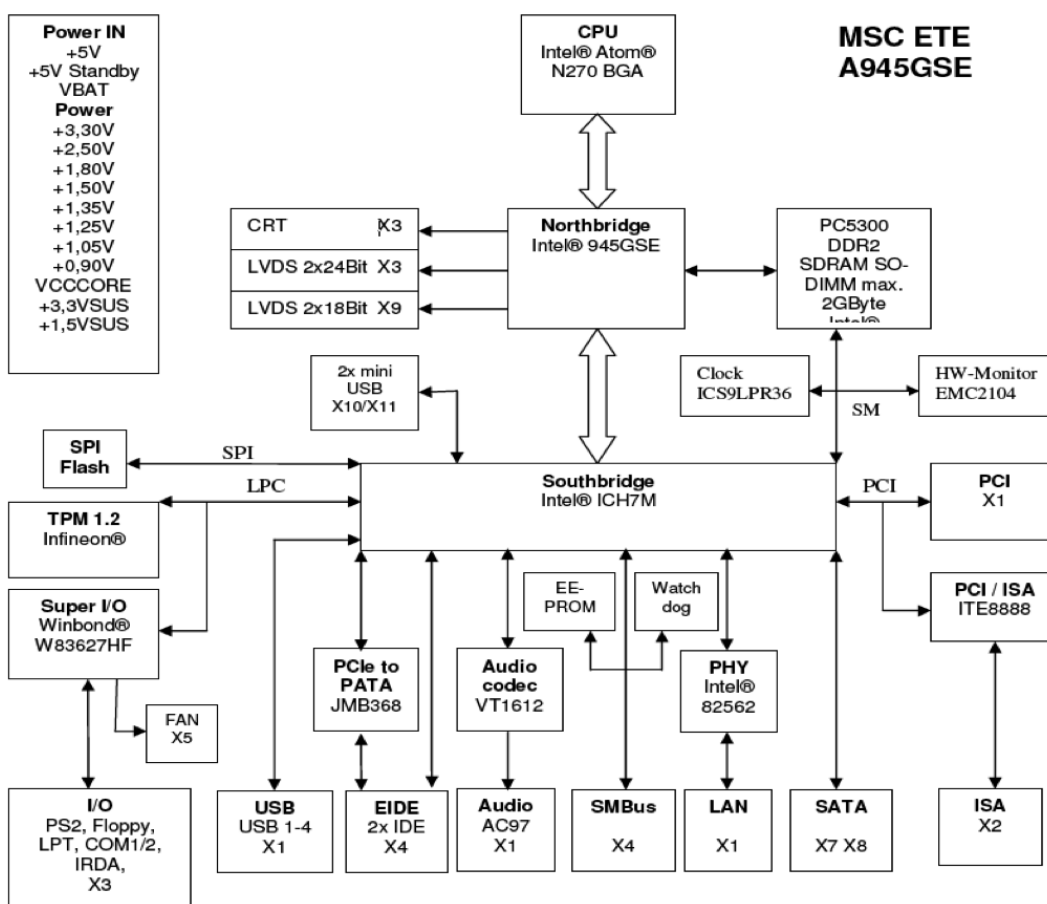 Power IN
+5V
+5V Standby
VBAT
Power
+3,30V
+2,50V
+1,80V
+1,50V
+1,35V
+1,25V
+1,05V
+0,90V
VCCCORE
+3,3VSUS
+1,5VSUS
CPU
Intel® Atom®
N270 BGA
MSC ETE
A945GSE
CRT X3
LVDS 2x24Bit X3
LVDS 2x18Bit X9
Northbridge
Intel® 945GSE
PC5300
DDR2
SDRAM SO-
DIMM max.
2GByte
Intel®
2x mini
USB
X10/X11
Clock
ICS9LPR36
SM
HW-Monitor
EMC2104
SPI
Flash
SPI
LPC
TPM 1.2
Infineon®
Southbridge
Intel® ICH7M
PCI
PCI
X1
Super I/O
Winbond®
W83627HF
FAN
X5
PCIe to
PATA
JMB368
Audio
codec
VT1612
EE-
PROM
Watch
dog
PHY
Intel®
82562
PCI / ISA
ITE8888
I/O
PS2, Floppy,
LPT, COM1/2,
IRDA,
X3
USB
USB 1-4
X1
EIDE
2x IDE
X4
Audio
AC97
X1
SMBus
X4
LAN
X1
SATA
X7 X8
ISA
X2